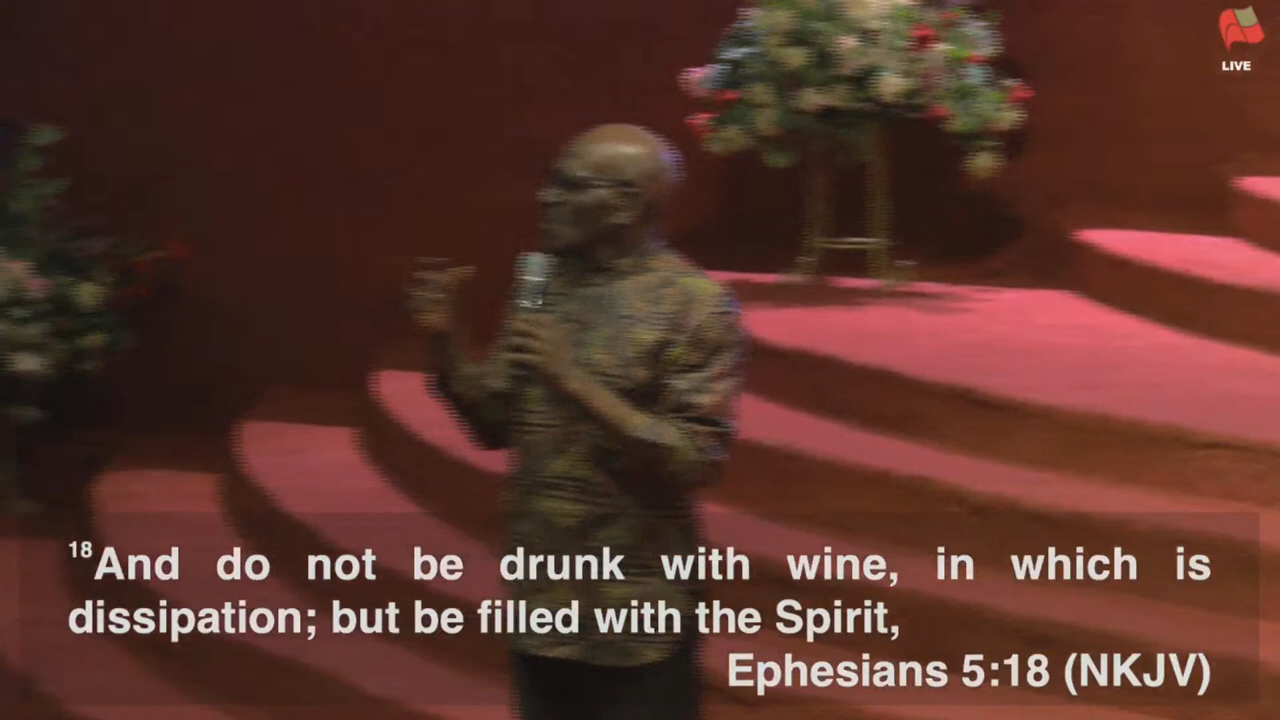 LIVE
18And do not be drunk with wine, in which is
dissipation; but be filled with the Spirit,
Ephesians 5:18 (NKJV)